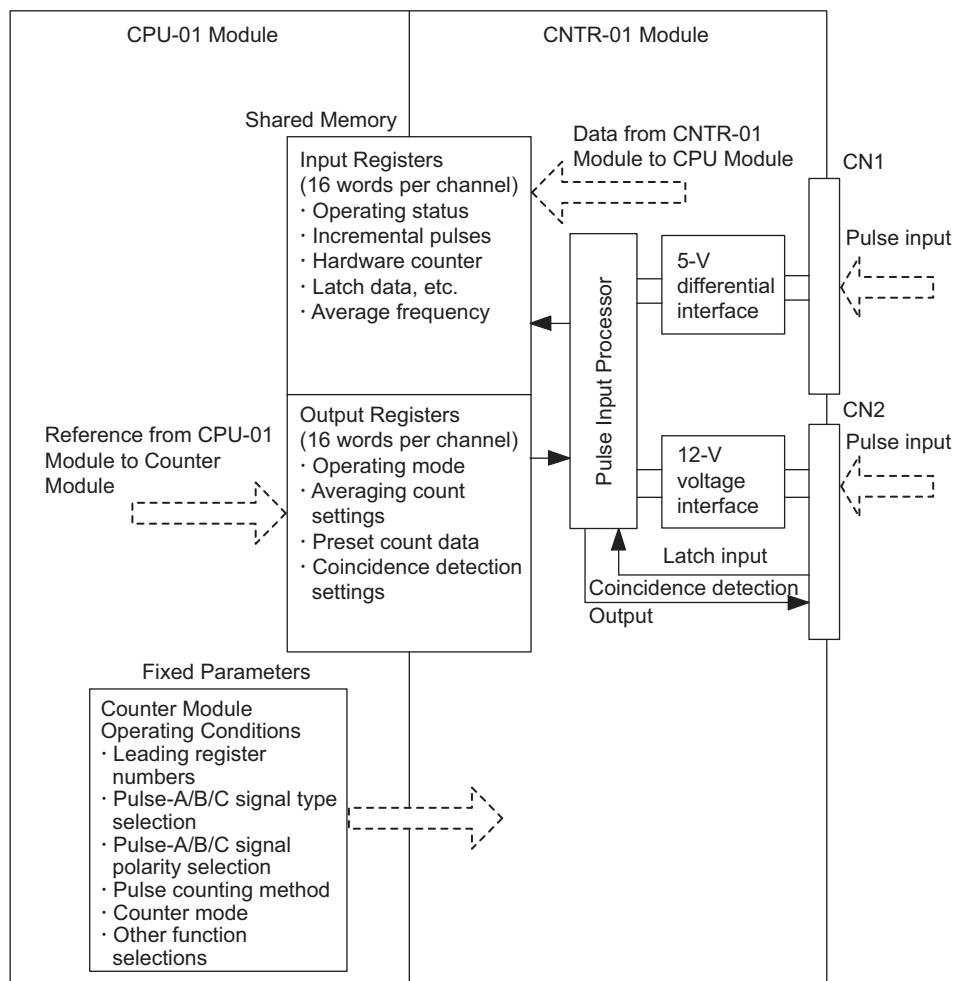 CPU-01 Module
CNTR-01 Module
Shared Memory
Input Registers
(16 words per channel)
· Operating status
· Incremental pulses
· Hardware counter
· Latch data, etc.
· Average frequency
Data from CNTR-01
Module to CPU Module
CN1
Pulse input
5-V
differential
interface
Pulse Input Processor
Output Registers
(16 words per channel)
· Operating mode
· Averaging count
settings
· Preset count data
· Coincidence detection
settings
Reference from CPU-01
Module to Counter
Module
CN2
Pulse input
12-V
voltage
interface
Latch input
Coincidence detection
Output
Fixed Parameters
Counter Module
Operating Conditions
· Leading register
numbers
· Pulse-A/B/C signal type
selection
· Pulse-A/B/C signal
polarity selection
· Pulse counting method
· Counter mode
· Other function
selections